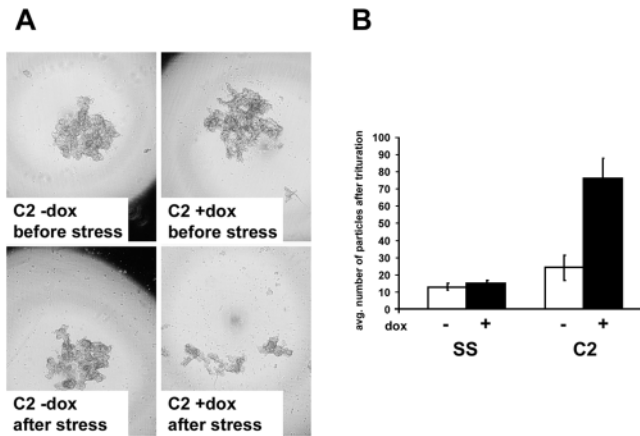 A
C2 -dox
before stress
C2 +dox
before stress
C2 -dox
after stress
C2 +dox
after stress
B
avg. number of particles after trituration
100
90
80
70
60
50
40
30
20
10
0
dox - + - +
SS C2